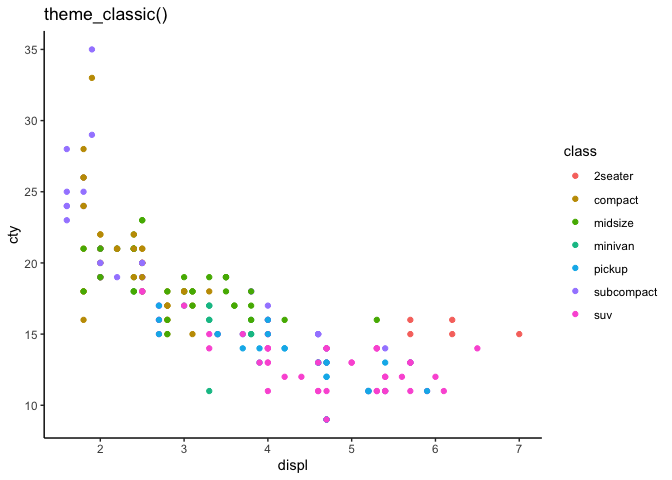 theme_classic()
35
30
25
20
15
10
cty
2 3 4 5 6 7
displ
class
2seater
compact
midsize
minivan
pickup
subcompact
suv